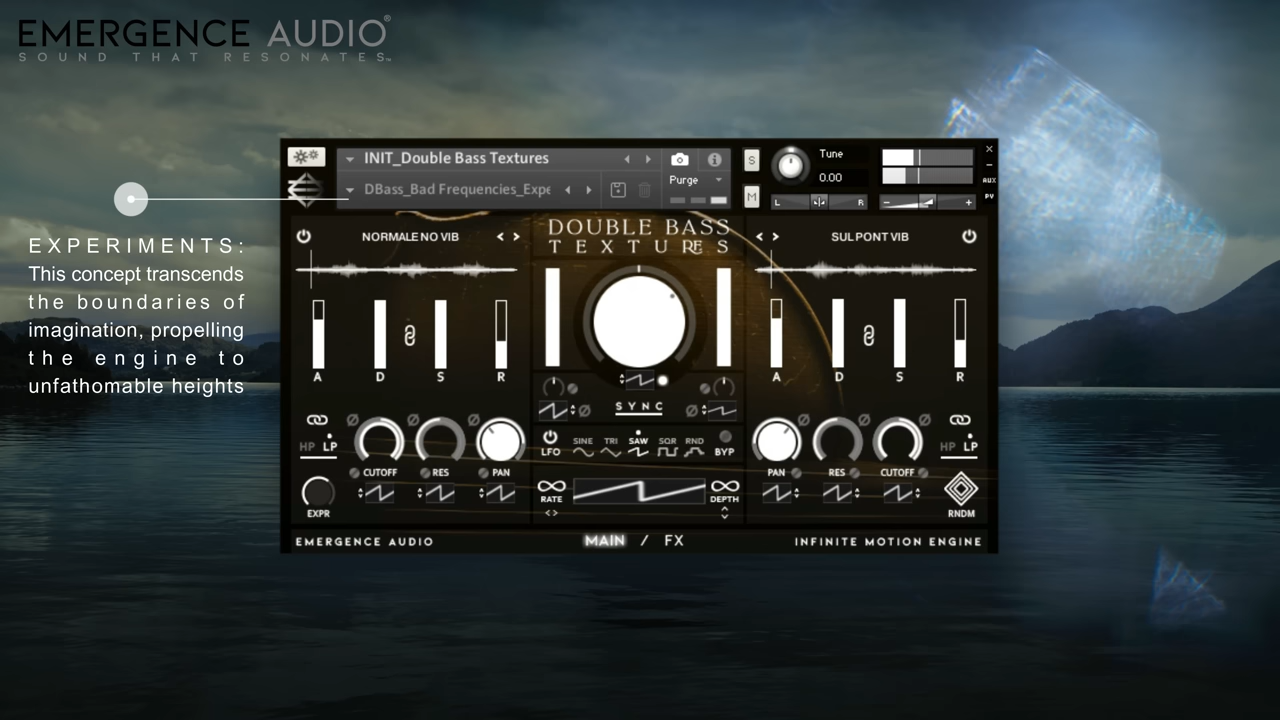 EMERGENCE AUDIO®
SOUND THAT RESONATES™
EXPERIMENTS:
This concept transcends
the boundaries of
imagination, propelling
the engine to
unfathomable heights
INIT_Double Bass Textures
DBass_Bad Frequencies_Expe
Purge
S
M
Tune
0.00
L R
- +
AUX
PV
NORMALE NO VIB
DOUBLE BASS
TEXTURES
SUL PONT VIB
A D S R
A D S R
SYNC
HP LP
CUTOFF RES PAN
EXPR
LFO SINE TRI SAW SQR RND BYP
RATE
DEPTH
PAN RES CUTOFF
HP LP
RNDM
EMERGENCE AUDIO
MAIN / FX
INFINITE MOTION ENGINE